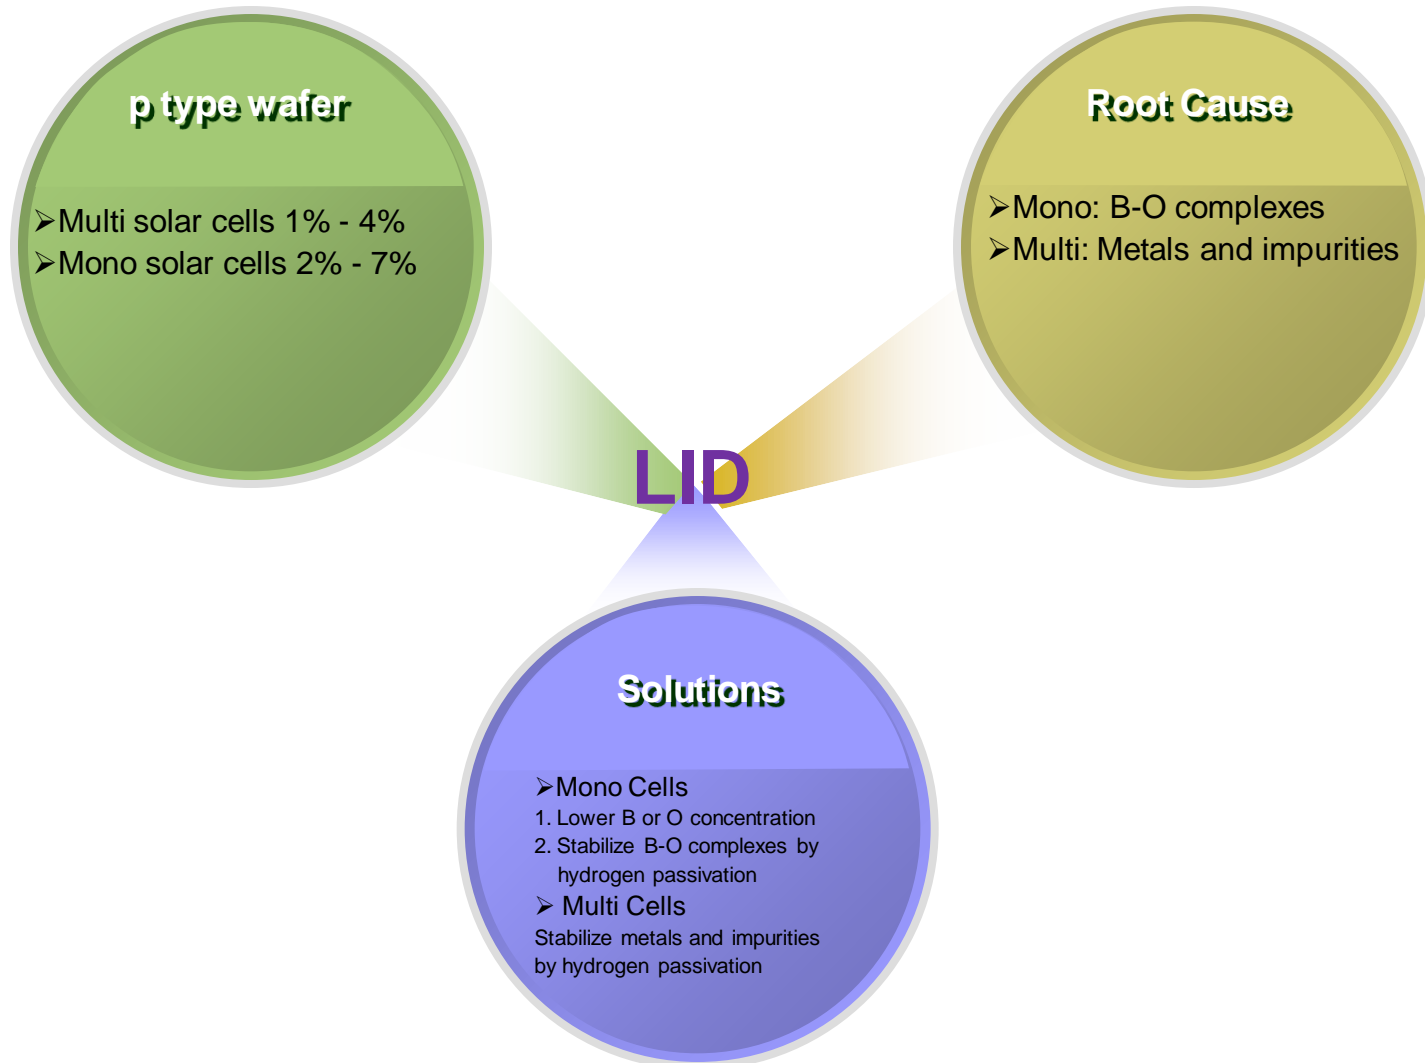 p type wafer
➢Multi solar cells 1% - 4%
➢Mono solar cells 2% - 7%
Root Cause
➢Mono: B-O complexes
➢Multi: Metals and impurities
LID
Solutions
➢Mono Cells
1. Lower B or O concentration
2. Stabilize B-O complexes by
hydrogen passivation
➢ Multi Cells
Stabilize metals and impurities
by hydrogen passivation